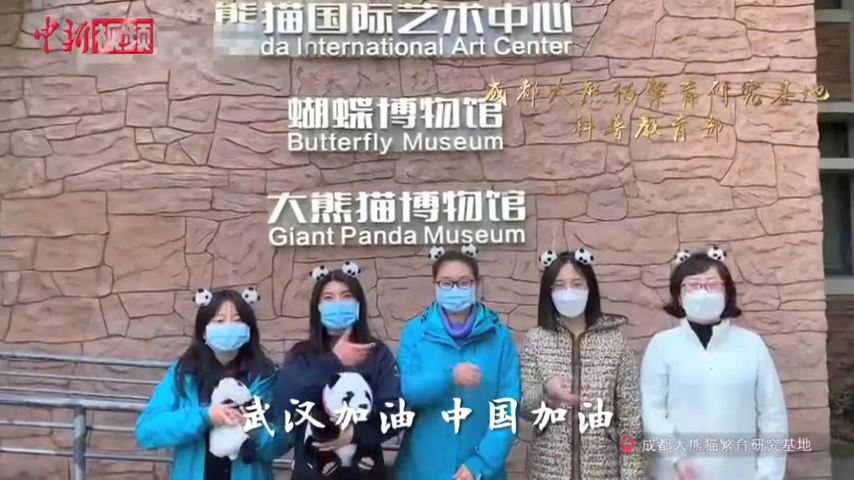 中新视频
熊猫国际艺术中心
da International Art Center
成都大熊猫繁育研究基地
科普教育部
蝴蝶博物馆
Butterfly Museum
大熊猫博物馆
Giant Panda Museum
武汉加油 中国加油
成都大熊猫繁育研究基地